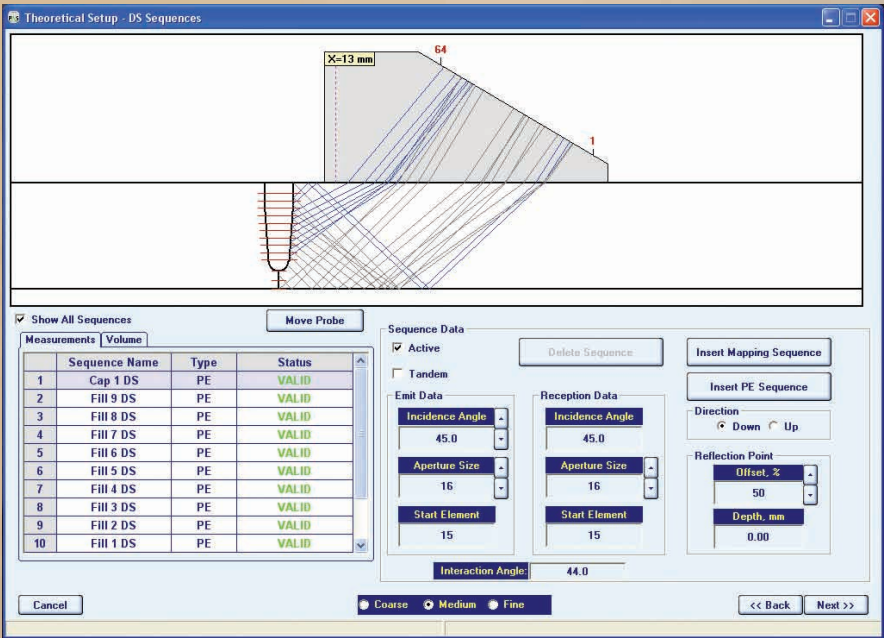 Theoretical Setup - DS Sequences
64
X=13 mm
1
Show All Sequences
Move Probe
Measurements Volume
Sequence Name Type Status
1 Cap 1 DS PE VALID
2 Fill 9 DS PE VALID
3 Fill 8 DS PE VALID
4 Fill 7 DS PE VALID
5 Fill 6 DS PE VALID
6 Fill 5 DS PE VALID
7 Fill 4 DS PE VALID
8 Fill 3 DS PE VALID
9 Fill 2 DS PE VALID
10 Fill 1 DS PE VALID
Sequence Data
Active
Delete Sequence
Insert Mapping Sequence
Tandem
Insert PE Sequence
Emit Data
Incidence Angle
45.0
Aperture Size
16
Start Element
15
Reception Data
Incidence Angle
45.0
Aperture Size
16
Start Element
15
Direction
Down Up
Reflection Point
Offset, %
50
Depth, mm
0.00
Interaction Angle: 44.0
Cancel
Coarse Medium Fine
<< Back Next >>